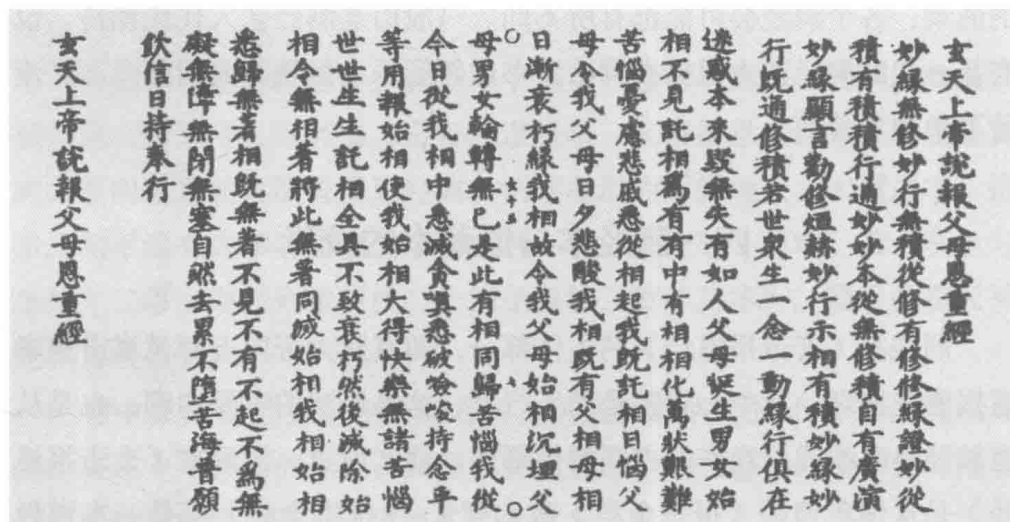 玄天上帝說報父母恩重經
妙緣無修妙行無積從修有修修緣證妙從
積有積積行通妙妙本從無修積自有廣演
妙緣顯言勸修妙行示相有積妙緣妙
行既通修積若世衆生一念一動緣行俱在
感本來毀無失有如人父母生男女始
相不見託相爲有有中有相相化萬狀艱難
苦惱憂慮悲戚悉從相起我既託相日惱父
母令我父母日夕悲酸我相既有父相母相
日漸衰朽緣我相故令我父母始相沉埋父
母男女輪轉無已是此有相同歸苦惱我從
今日從我相中悉滅貪嗔悉破險妄持念平
等用報始相使我始相大得快樂無諸苦惱
世世生生託相全一不致衰朽然後滅除始
相令無相著將此無著同滅始相我相始相
悉歸無著相既無著不見不有不起不爲無
礙無障無閉無塞自然去累不墮苦海普願
飲信日持奉行
玄天上帝說報父母恩重經